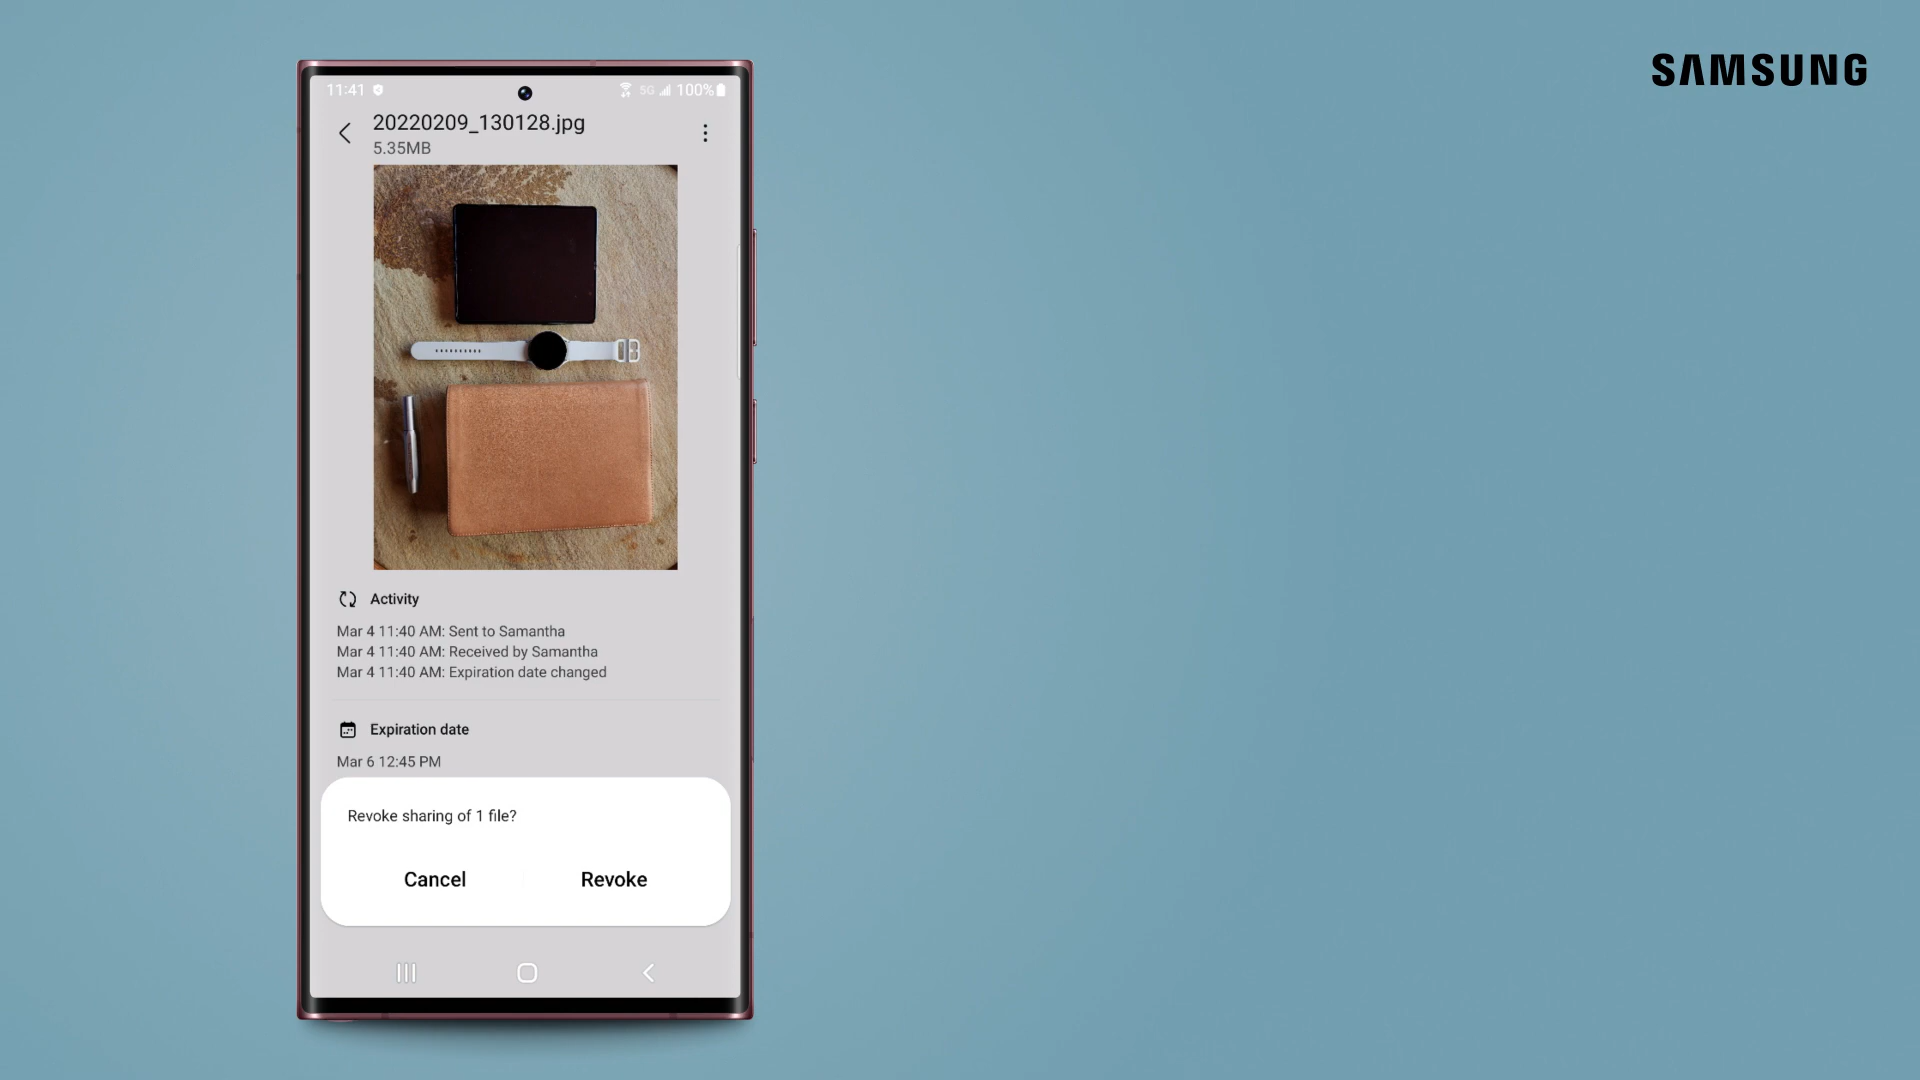 SAMSUNG
11:41 5G 100%
20220209_130128.jpg
5.35MB
Activity
Mar 4 11:40 AM: Sent to Samantha
Mar 4 11:40 AM: Received by Samantha
Mar 4 11:40 AM: Expiration date changed
Expiration date
Mar 6 12:45 PM
Revoke sharing of 1 file?
Cancel
Revoke